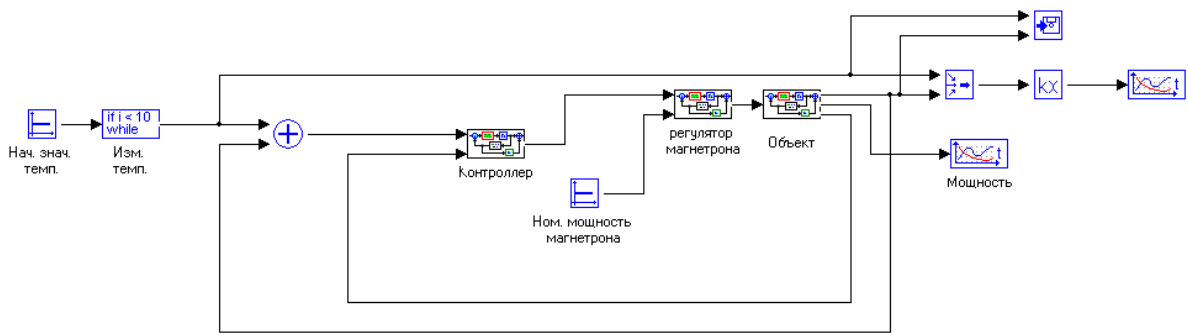 if i < 10
while
Нач. знач.
темп.
Изм.
темп.
Контроллер
Ном. мощность
магнетрона
регулятор
магнетрона
Объект
kx
t
Мощность
t